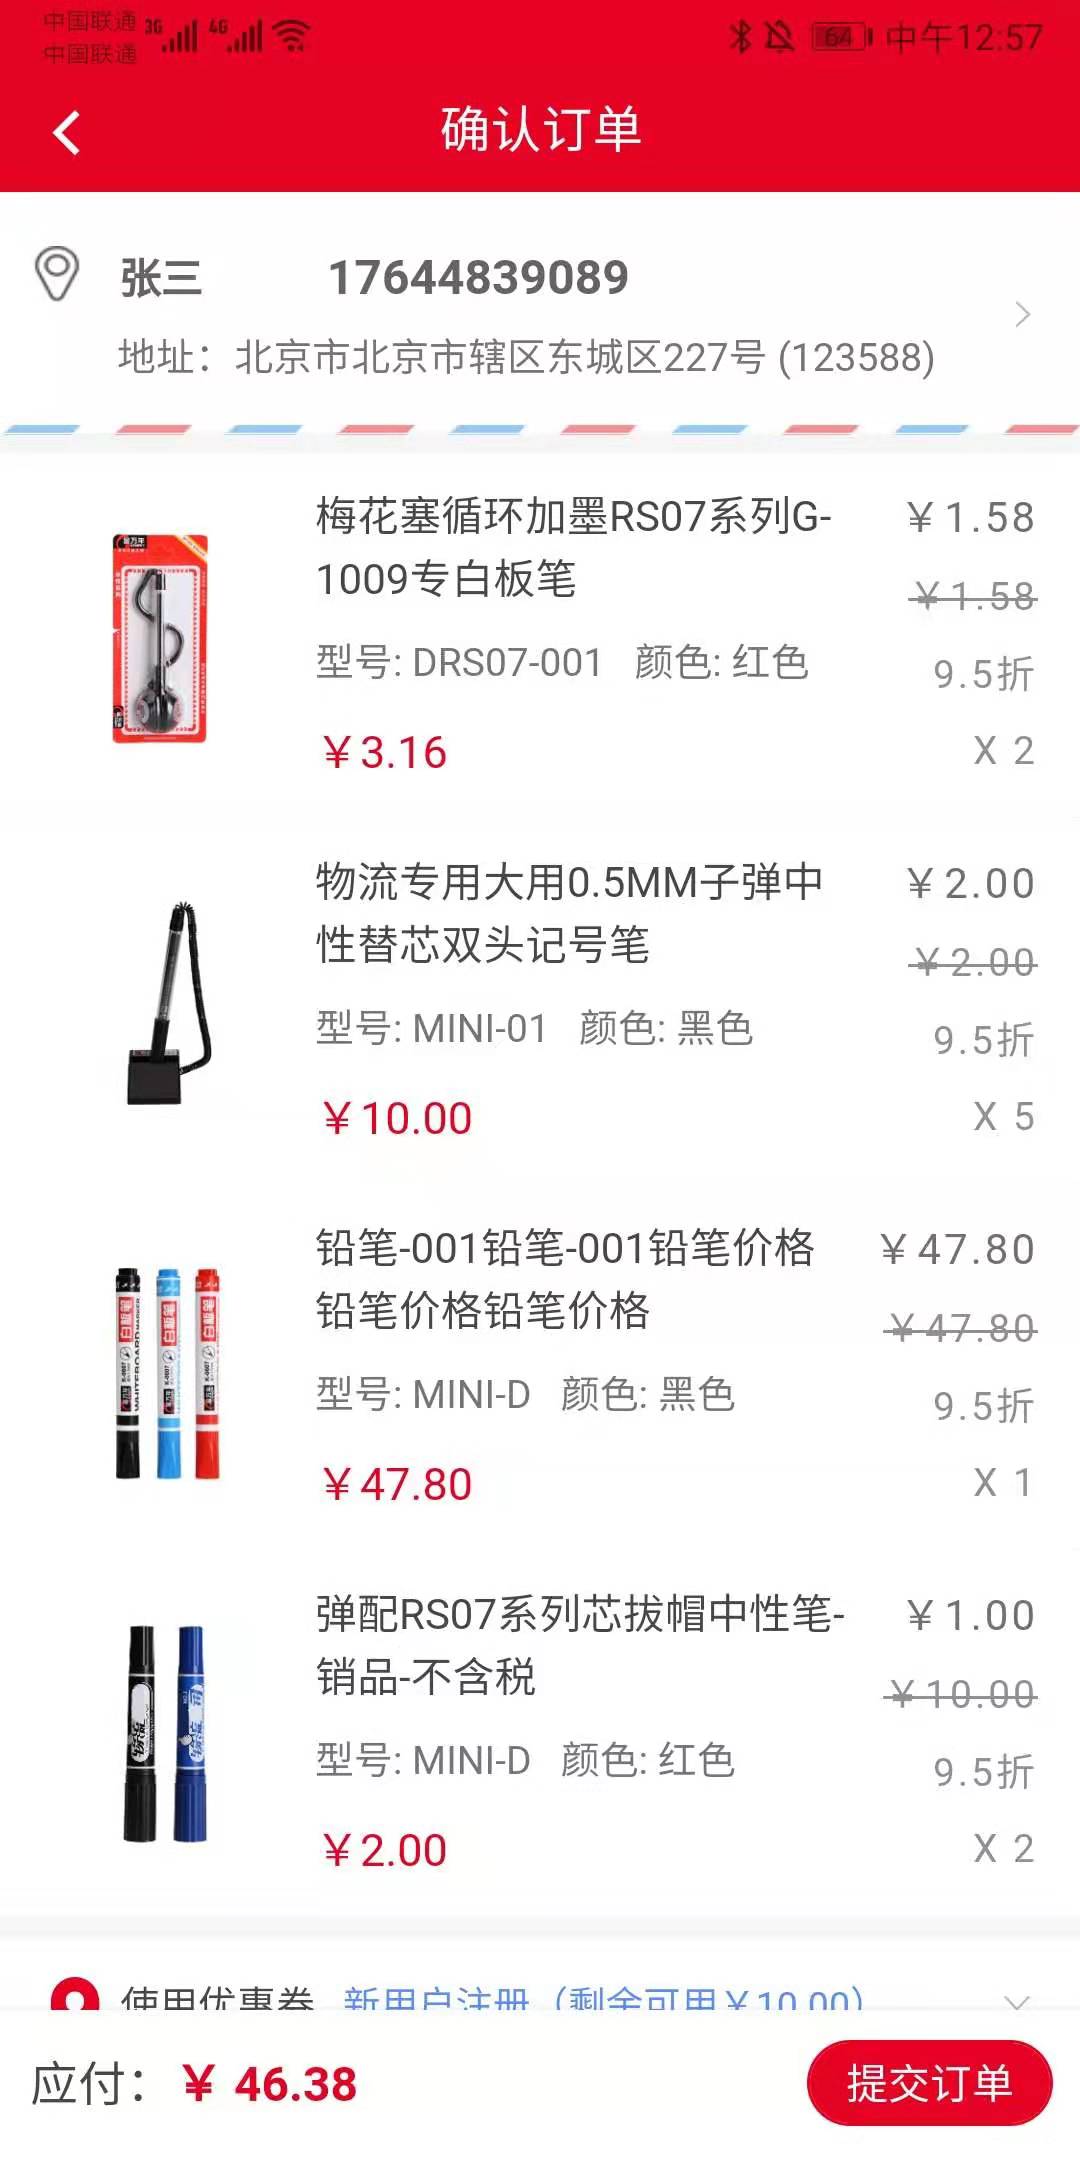 中国联通 3G 4G 64 中午12:57
中国联通
确认订单
张三 17644839089
地址：北京市北京市辖区东城区227号 (123588)
梅花塞循环加墨RS07系列G-
1009专白板笔
¥1.58
¥1.58
型号: DRS07-001 颜色: 红色
9.5折
¥3.16
X 2
物流专用大用0.5MM子弹中
性替芯双头记号笔
¥2.00
¥2.00
型号: MINI-01 颜色: 黑色
9.5折
¥10.00
X 5
铅笔-001铅笔-001铅笔价格
铅笔价格铅笔价格
¥47.80
¥47.80
型号: MINI-D 颜色: 黑色
9.5折
¥47.80
X 1
弹配RS07系列芯拔帽中性笔-
销品-不含税
¥1.00
¥10.00
型号: MINI-D 颜色: 红色
9.5折
¥2.00
X 2
使用优惠券 新用户注册（剩余可用¥10.00）
应付：¥ 46.38
提交订单